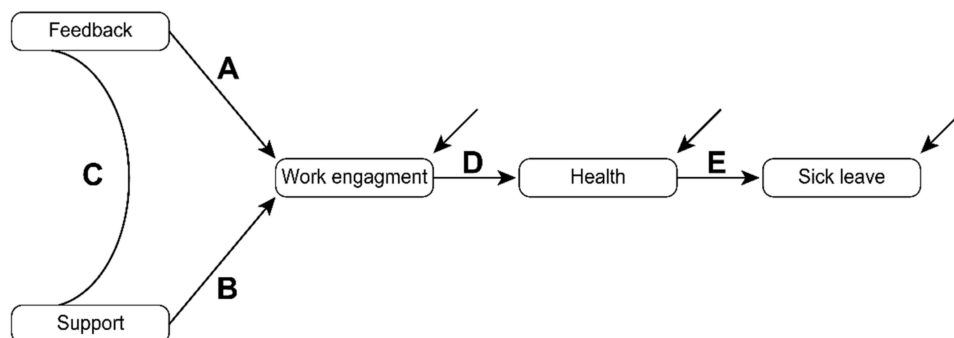 Feedback
A
C
Work engagment
D
Health
E
Sick leave
B
Support